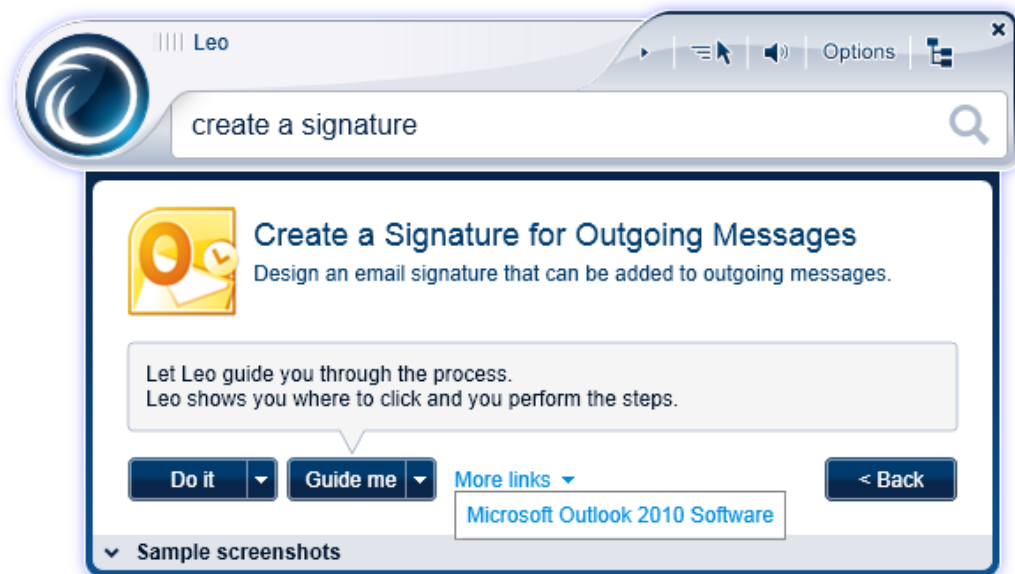 Leo
Options
create a signature
Create a Signature for Outgoing Messages
Design an email signature that can be added to outgoing messages.
Let Leo guide you through the process.
Leo shows you where to click and you perform the steps.
Do it
Guide me
More links
< Back
Microsoft Outlook 2010 Software
Sample screenshots